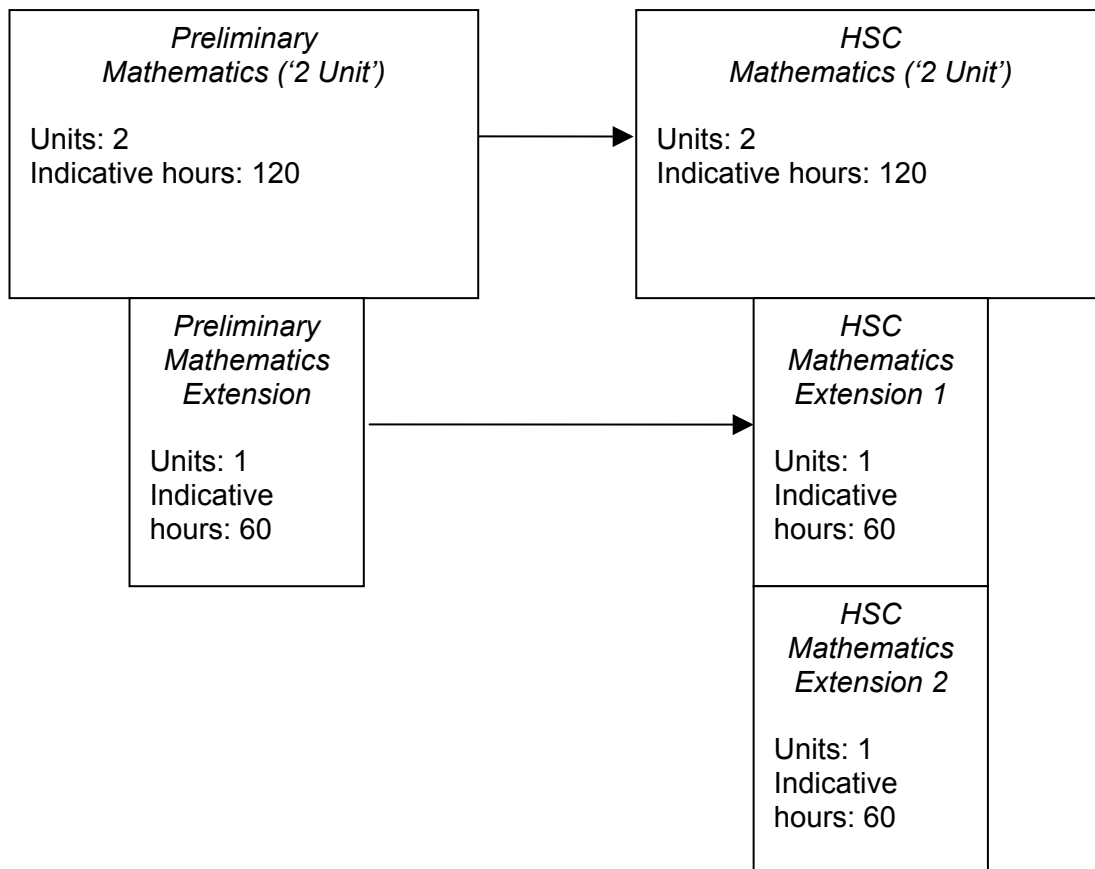 Preliminary
Mathematics (‘2 Unit’)
Units: 2
Indicative hours: 120
HSC
Mathematics (‘2 Unit’)
Units: 2
Indicative hours: 120
Preliminary
Mathematics
Extension
Units: 1
Indicative
hours: 60
HSC
Mathematics
Extension 1
Units: 1
Indicative
hours: 60
HSC
Mathematics
Extension 2
Units: 1
Indicative
hours: 60